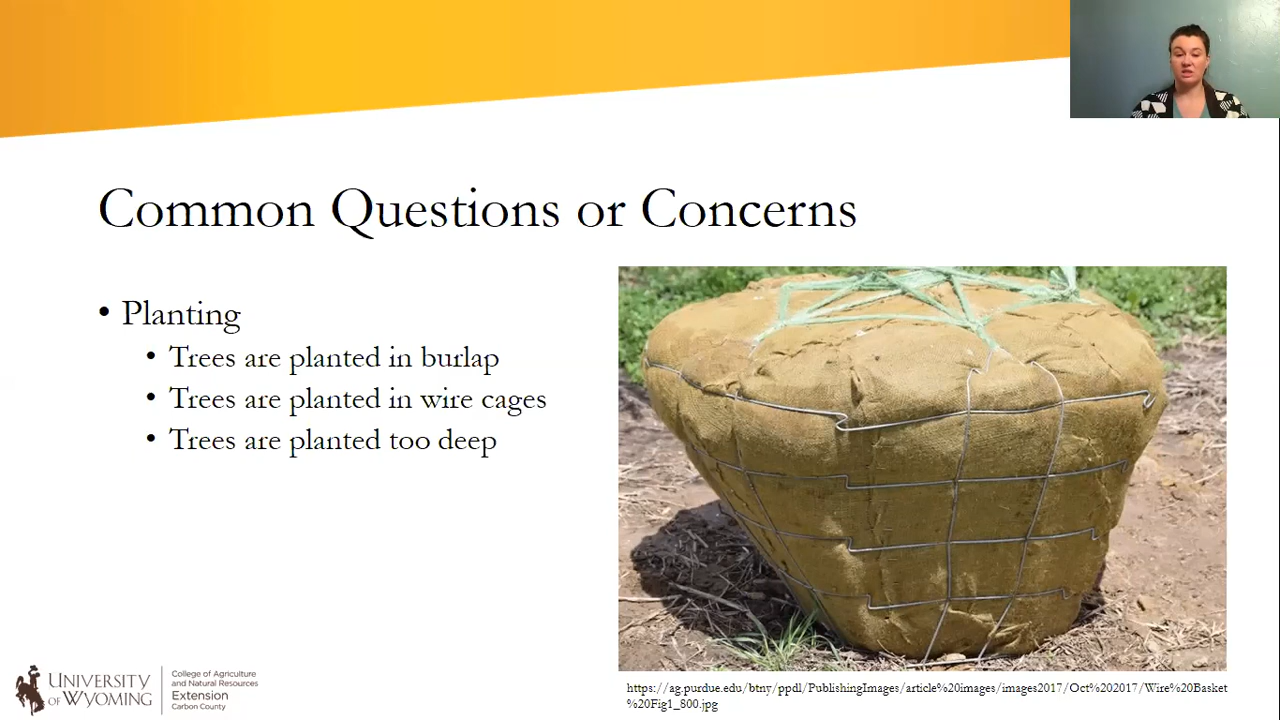 Common Questions or Concerns
• Planting
• Trees are planted in burlap
• Trees are planted in wire cages
• Trees are planted too deep
https://ag.purdue.edu/btny/ppdl/PublishingImages/article%20images/images2017/Oct%202017/Wire%20Basket
%20Fig1_800.jpg
UNIVERSITY
OF WYOMING
College of Agriculture
and Natural Resources
Extension
Carbon County